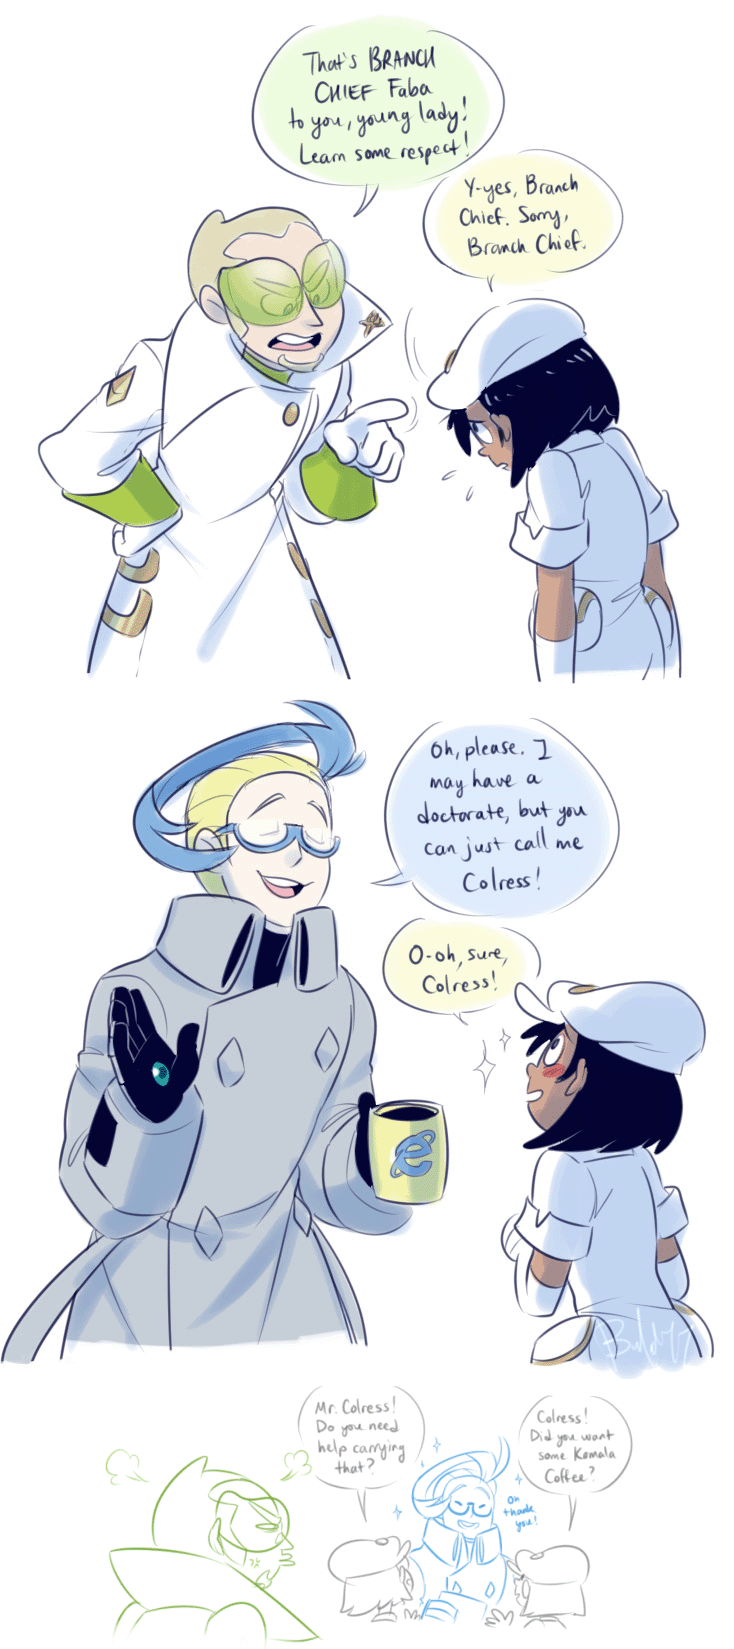 That's BRANCH
CHIEF Faba
to you, young lady!
Learn some respect!
Y-yes, Branch
Chief. Sorry,
Branch Chief.
Oh, please. I
may have a
doctorate, but you
can just call me
Colress!
O-oh, sure,
Colress!
Mr. Colress!
Do you need
help carrying
that?
Colress!
Did you want
some Komala
Coffee?
Oh
thank
you!